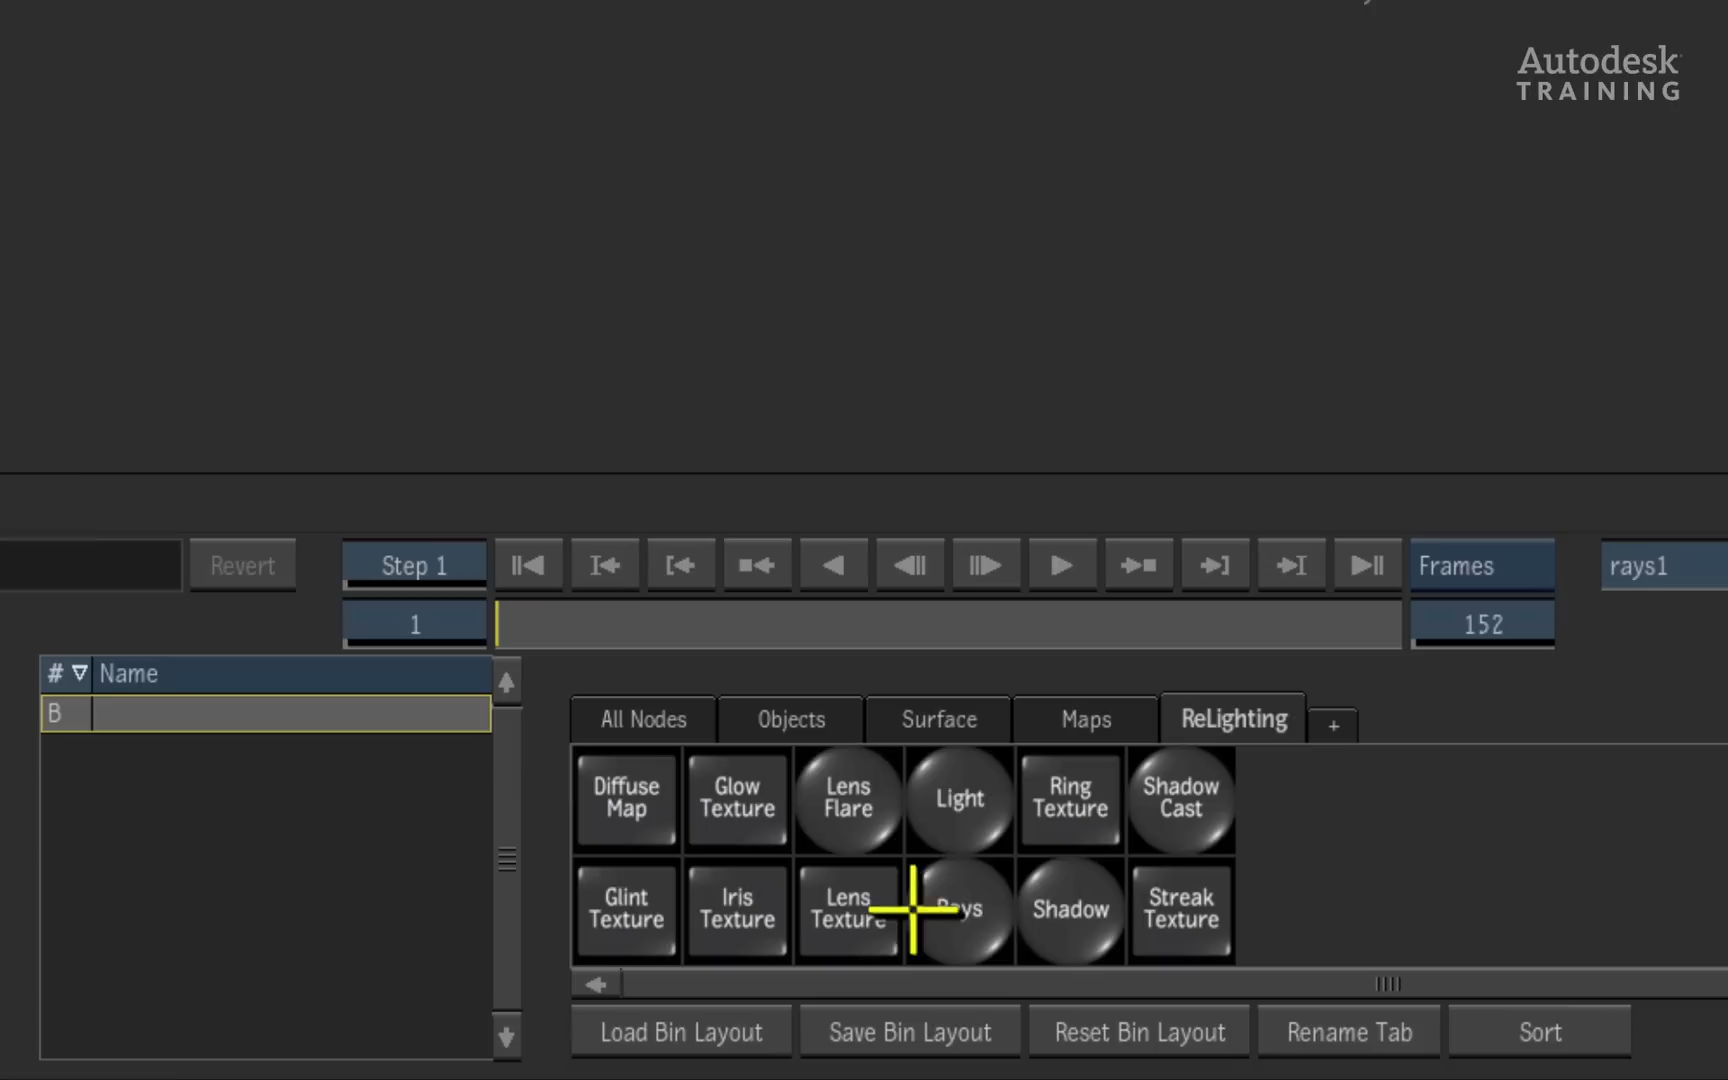 Autodesk
TRAINING
Revert
Step 1
Frames
rays1
1
152
# Name
B
All Nodes
Objects
Surface
Maps
ReLighting
+
Diffuse
Map
Glow
Texture
Lens
Flare
Light
Ring
Texture
Shadow
Cast
Glint
Texture
Iris
Texture
Lens
Texture
Rays
Shadow
Streak
Texture
Load Bin Layout
Save Bin Layout
Reset Bin Layout
Rename Tab
Sort